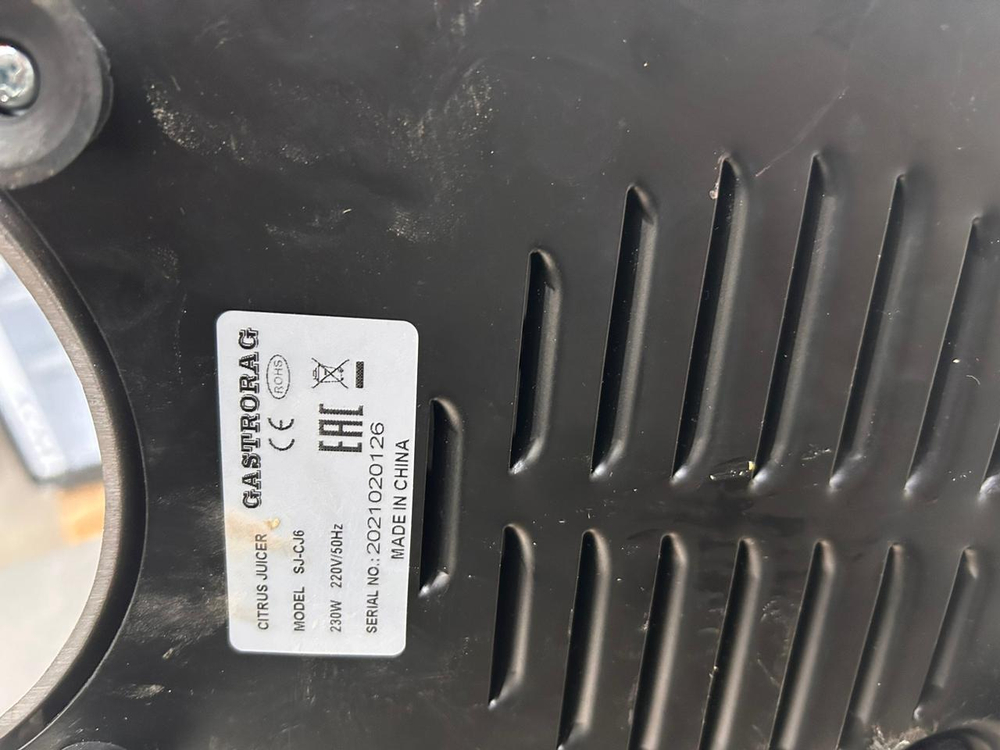 CITRUS JUICER GASTRORAG
MODEL SJ-CJ6 CE ROHS
230W 220V/50Hz EAC
SERIAL NO.: 2021020126
MADE IN CHINA